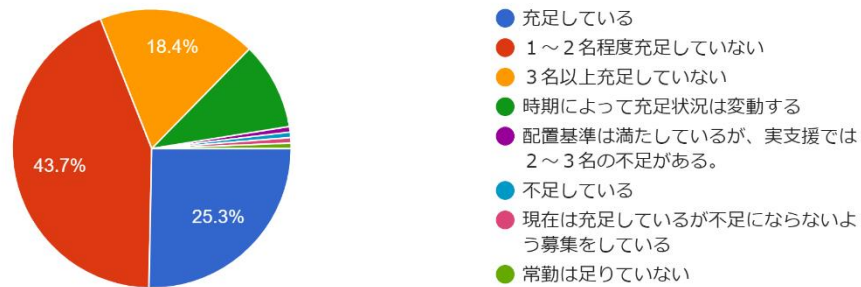 18.4%
43.7%
25.3%
充足している
１～２名程度充足していない
３名以上充足していない
時期によって充足状況は変動する
配置基準は満たしているが、実支援では
２～３名の不足がある。
不足している
現在は充足しているが不足にならないよ
う募集をしている
常勤は足りていない